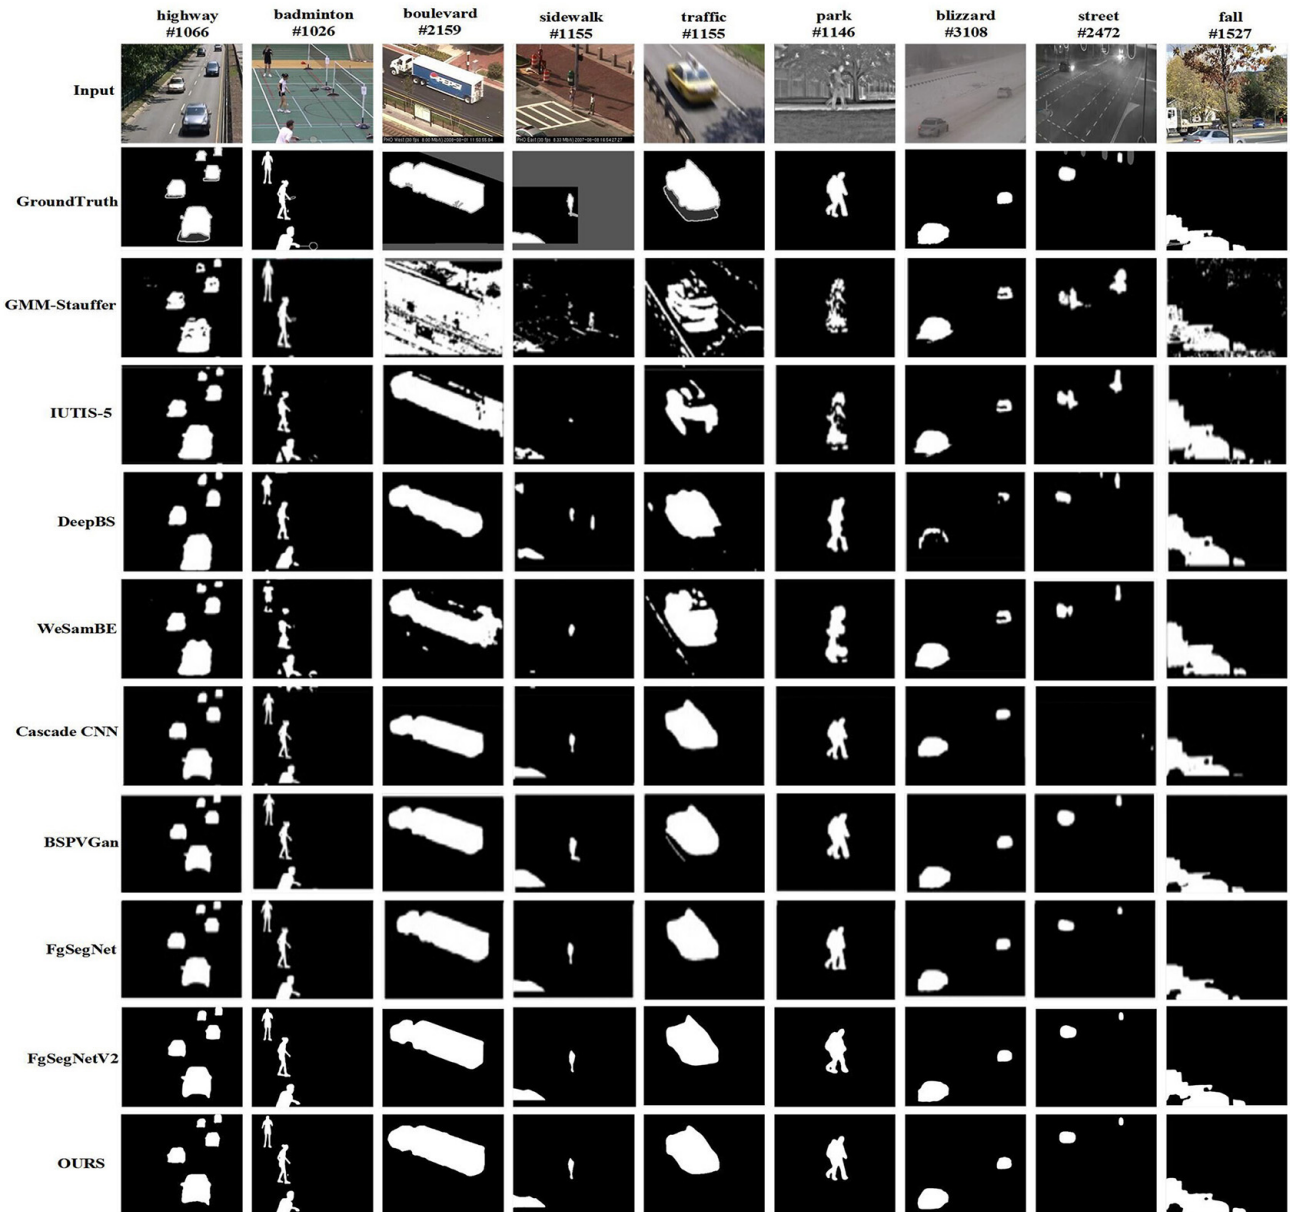 highway badminton boulevard sidewalk traffic park blizzard street fall
#1066 #1026 #2159 #1155 #1155 #1146 #3108 #2472 #1527
Input
PEPSI
GroundTruth
GMM-Stauffer
IUTIS-5
DeepBS
WeSamBE
Cascade CNN
BSPVGan
FgSegNet
FgSegNetV2
OURS